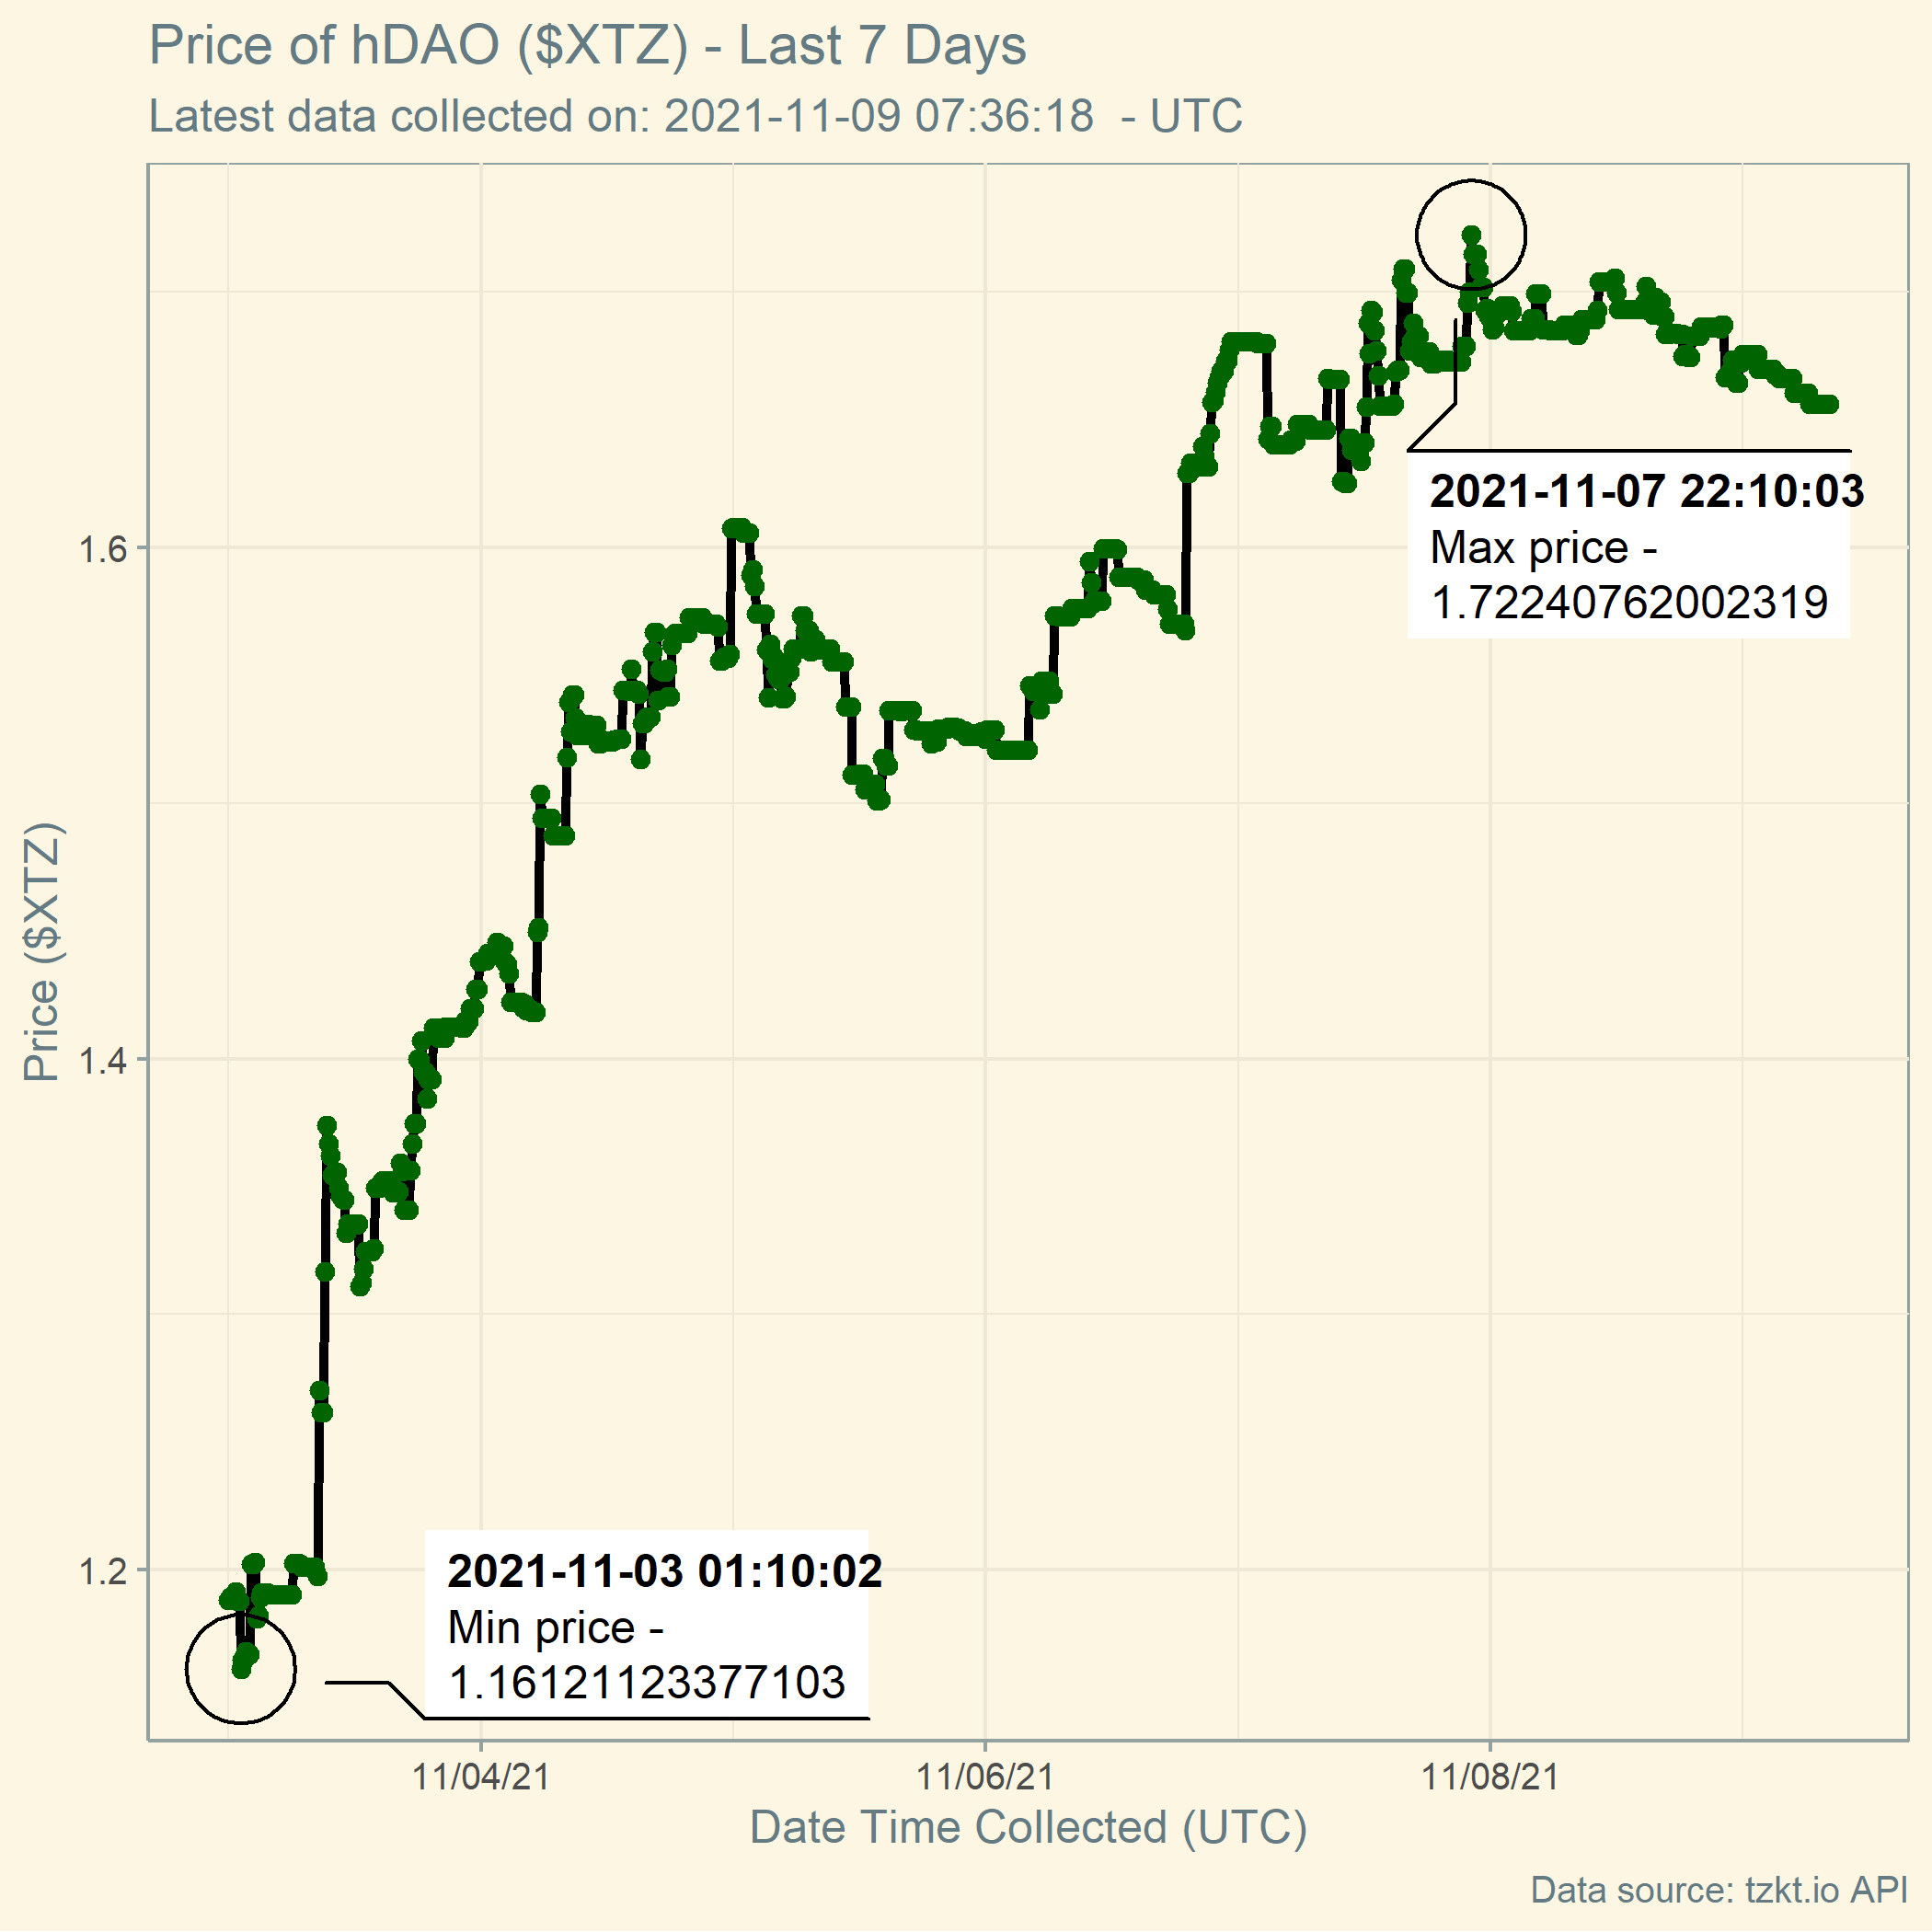 Price of hDAO ($XTZ) - Last 7 Days
Latest data collected on: 2021-11-09 07:36:18  - UTC
2021-11-07 22:10:03
Max price -
1.72240762002319
1.6
Price ($XTZ)
1.4
1.2
2021-11-03 01:10:02
Min price -
1.16121123377103
11/04/21
11/06/21
11/08/21
Date Time Collected (UTC)
Data source: tzkt.io API